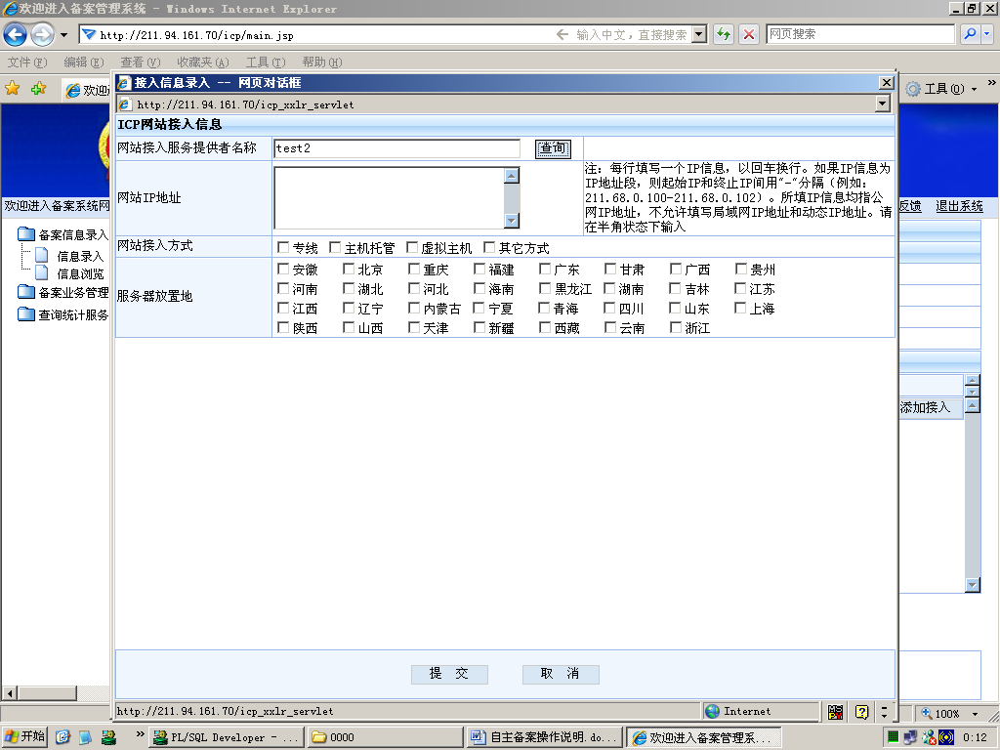 欢迎进入备案管理系统 - Windows Internet Explorer
http://211.94.161.70/icp/main.jsp
输入中文，直接搜索
网页搜索
文件(F) 编辑(E) 查看(V) 收藏夹(A) 工具(T) 帮助(H)
欢迎
工具(O)
接入信息录入 -- 网页对话框
http://211.94.161.70/icp_xxlr_servlet
ICP网站接入信息
网站接入服务提供者名称 test2 查询
网站IP地址
注：每行填写一个IP信息，以回车换行。如果IP信息为
IP地址段，则起始IP和终止IP间用"-"分隔（例如：
211.68.0.100-211.68.0.102）。所填IP信息均指公
网IP地址，不允许填写局域网IP地址和动态IP地址。请
在半角状态下输入
网站接入方式 专线 主机托管 虚拟主机 其它方式
服务器放置地
安徽 北京 重庆 福建 广东 甘肃 广西 贵州
河南 湖北 河北 海南 黑龙江 湖南 吉林 江苏
江西 辽宁 内蒙古 宁夏 青海 四川 山东 上海
陕西 山西 天津 新疆 西藏 云南 浙江
提 交 取 消
http://211.94.161.70/icp_xxlr_servlet
Internet
欢迎进入备案系统网
反馈 退出系统
备案信息录入
信息录入
信息浏览
备案业务管理
查询统计服务
添加接入
100%
开始
PL/SQL Developer - ...
0000
自主备案操作说明.do...
欢迎进入备案管理系...
0:12